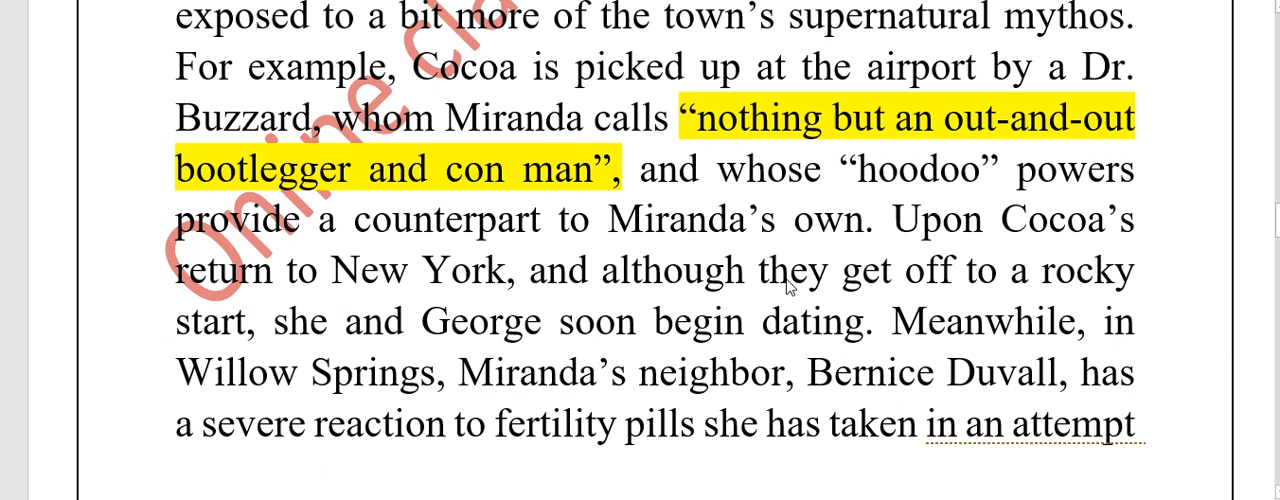 exposed to a bit more of the town’s supernatural mythos.
For example, Cocoa is picked up at the airport by a Dr.
Buzzard, whom Miranda calls “nothing but an out-and-out
bootlegger and con man”, and whose “hoodoo” powers
provide a counterpart to Miranda’s own. Upon Cocoa’s
return to New York, and although they get off to a rocky
start, she and George soon begin dating. Meanwhile, in
Willow Springs, Miranda’s neighbor, Bernice Duvall, has
a severe reaction to fertility pills she has taken in an attempt
Online cla